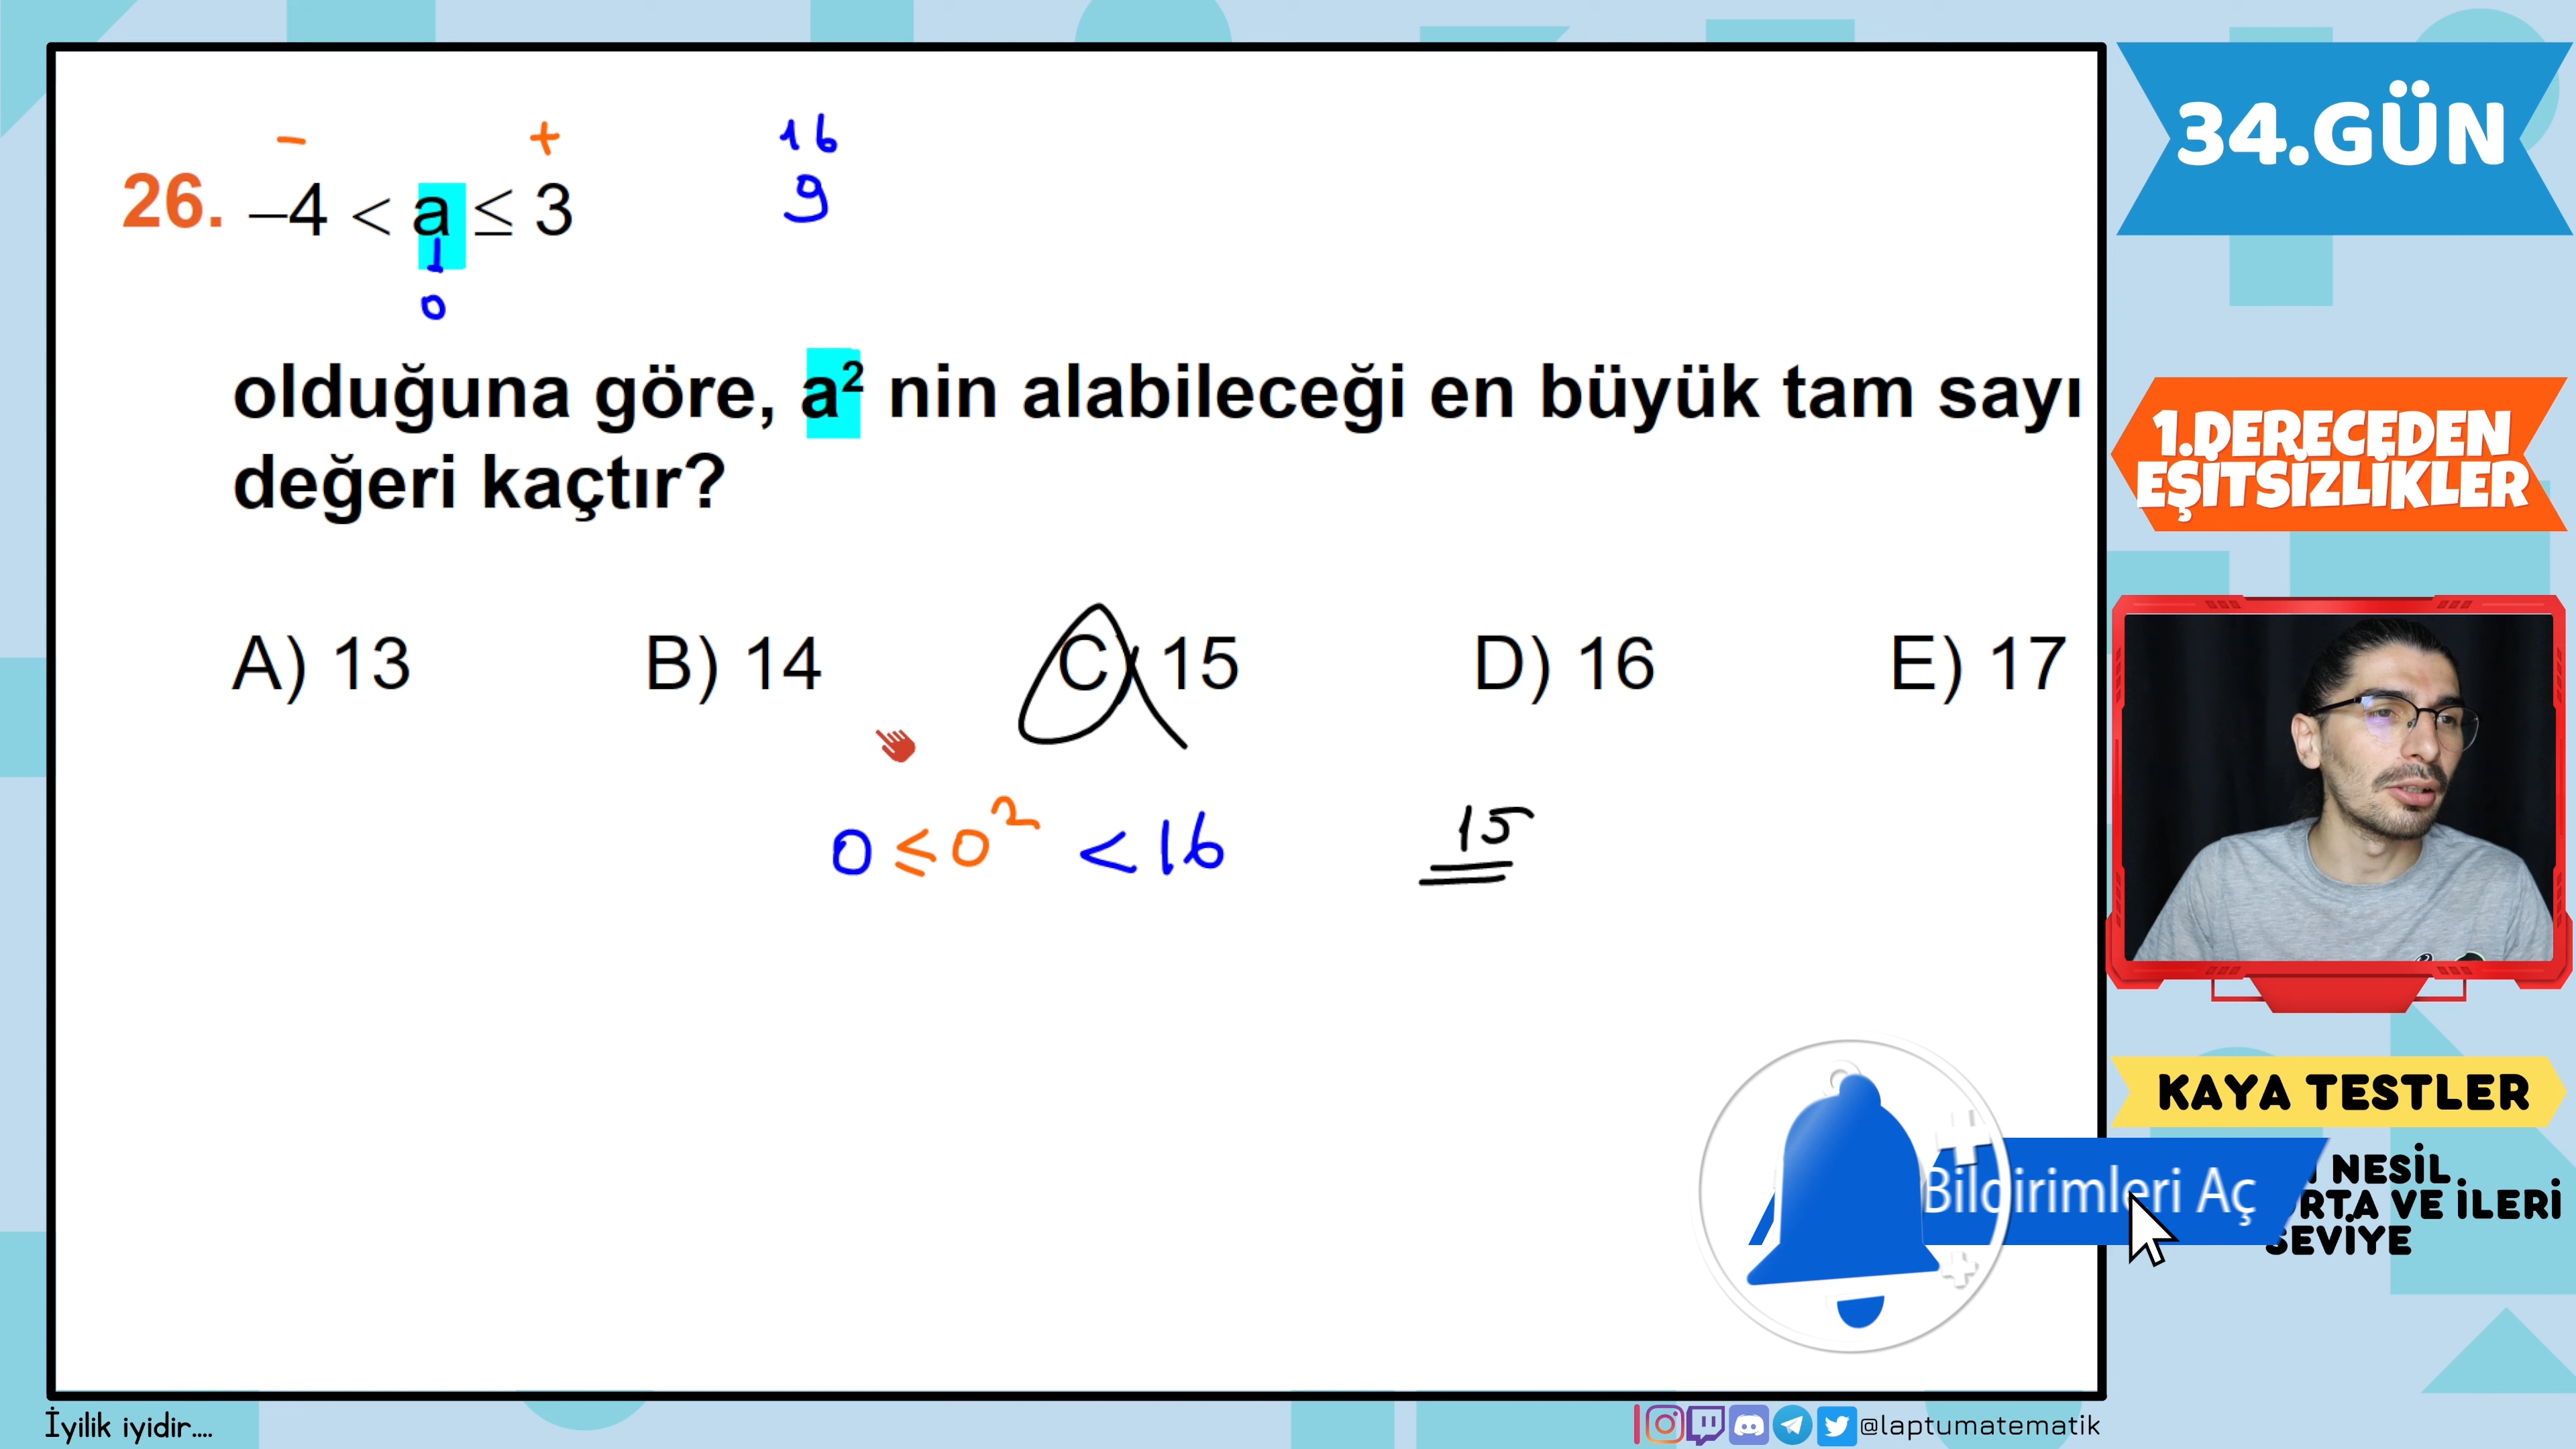 34.GÜN
- +
16
9
26. –4 < a ≤ 3
0
olduğuna göre, a² nin alabileceği en büyük tam sayı
değeri kaçtır?
1.DERECEDEN
EŞİTSİZLİKLER
A) 13 B) 14 C) 15 D) 16 E) 17
0 ≤ a² < 16 15
KAYA TESTLER
NESİL
RTA VE İLERİ
SEVİYE
Bildirimleri Aç
İyilik iyidir....
@laptumatematik